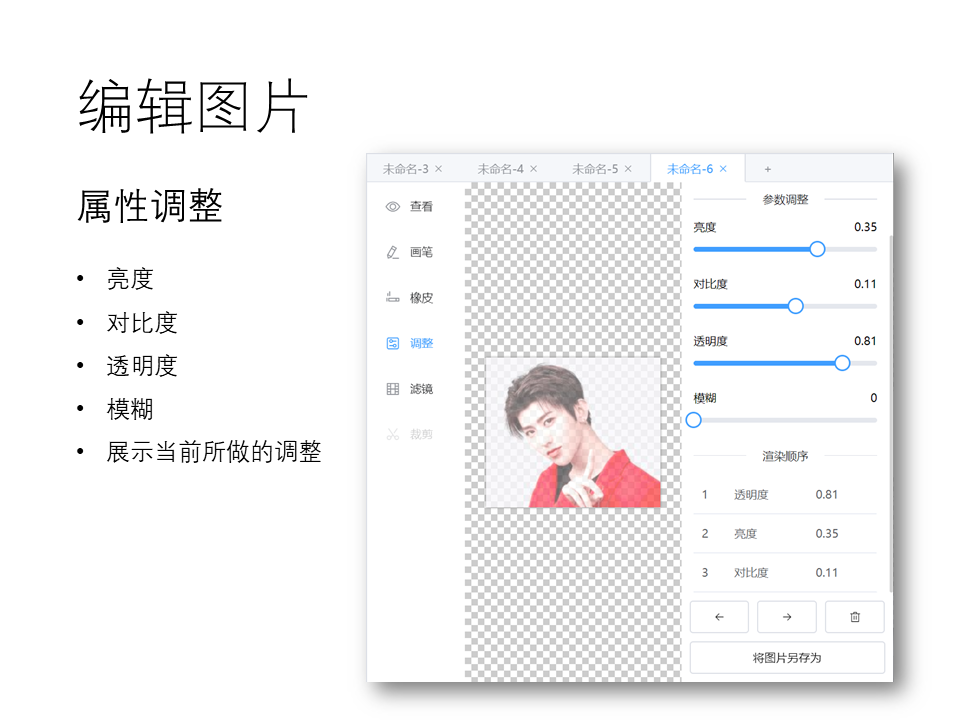 编辑图片
属性调整
• 亮度
• 对比度
• 透明度
• 模糊
• 展示当前所做的调整
未命名-3 × 未命名-4 × 未命名-5 × 未命名-6 × +
查看
画笔
橡皮
调整
滤镜
裁剪
参数调整
亮度 0.35
对比度 0.11
透明度 0.81
模糊 0
渲染顺序
1 透明度 0.81
2 亮度 0.35
3 对比度 0.11
← →
将图片另存为